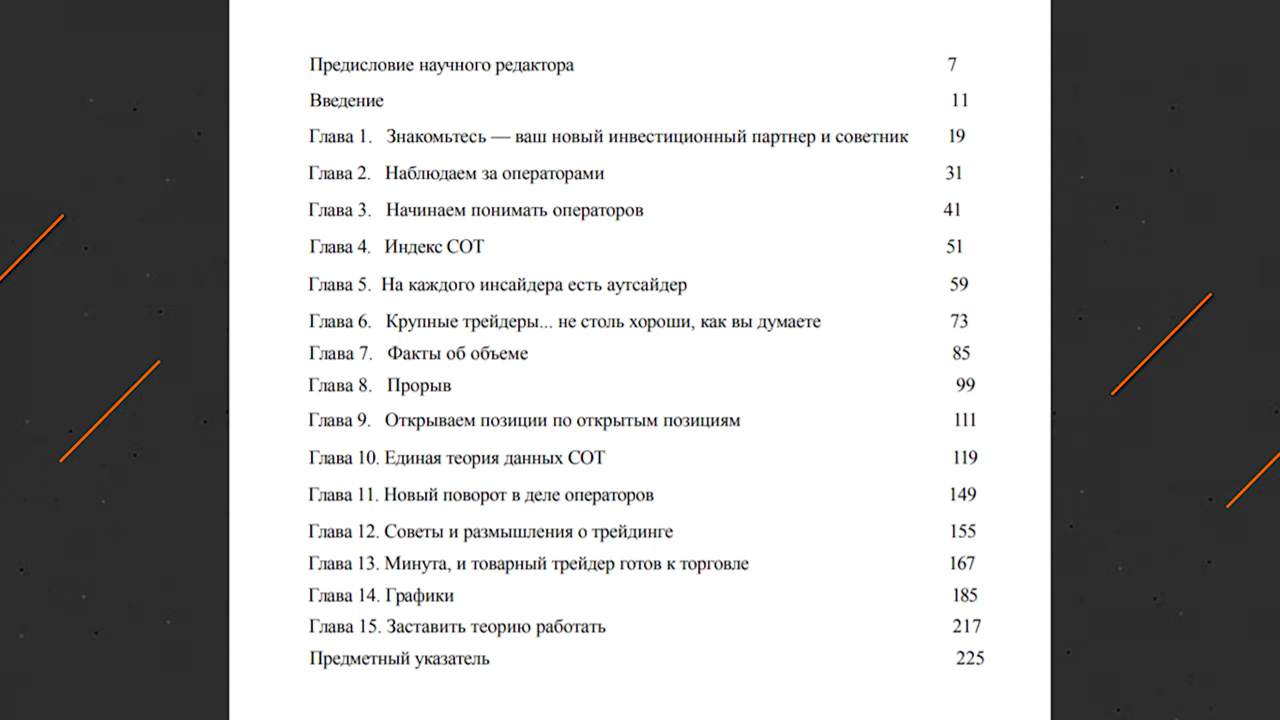 Предисловие научного редактора 7
Введение 11
Глава 1. Знакомьтесь — ваш новый инвестиционный партнер и советник 19
Глава 2. Наблюдаем за операторами 31
Глава 3. Начинаем понимать операторов 41
Глава 4. Индекс СОТ 51
Глава 5. На каждого инсайдера есть аутсайдер 59
Глава 6. Крупные трейдеры... не столь хороши, как вы думаете 73
Глава 7. Факты об объеме 85
Глава 8. Прорыв 99
Глава 9. Открываем позиции по открытым позициям 111
Глава 10. Единая теория данных СОТ 119
Глава 11. Новый поворот в деле операторов 149
Глава 12. Советы и размышления о трейдинге 155
Глава 13. Минута, и товарный трейдер готов к торговле 167
Глава 14. Графики 185
Глава 15. Заставить теорию работать 217
Предметный указатель 225